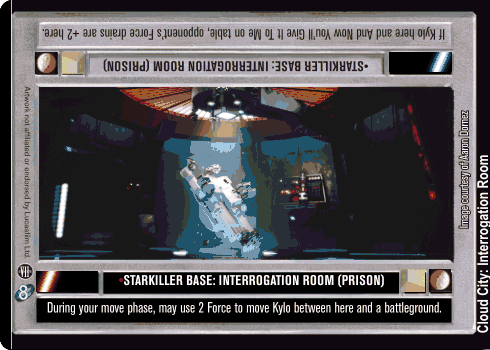 If Kylo here and And Now You'll Give It To Me on table, opponent's Force drains are +2 here.
•STARKILLER BASE: INTERROGATION ROOM (PRISON)
Artwork not affiliated or endorsed by Lucasfilm Ltd
Image courtesy of Aaron Domez
•STARKILLER BASE: INTERROGATION ROOM (PRISON)
During your move phase, may use 2 Force to move Kylo between here and a battleground.
Cloud City: Interrogation Room